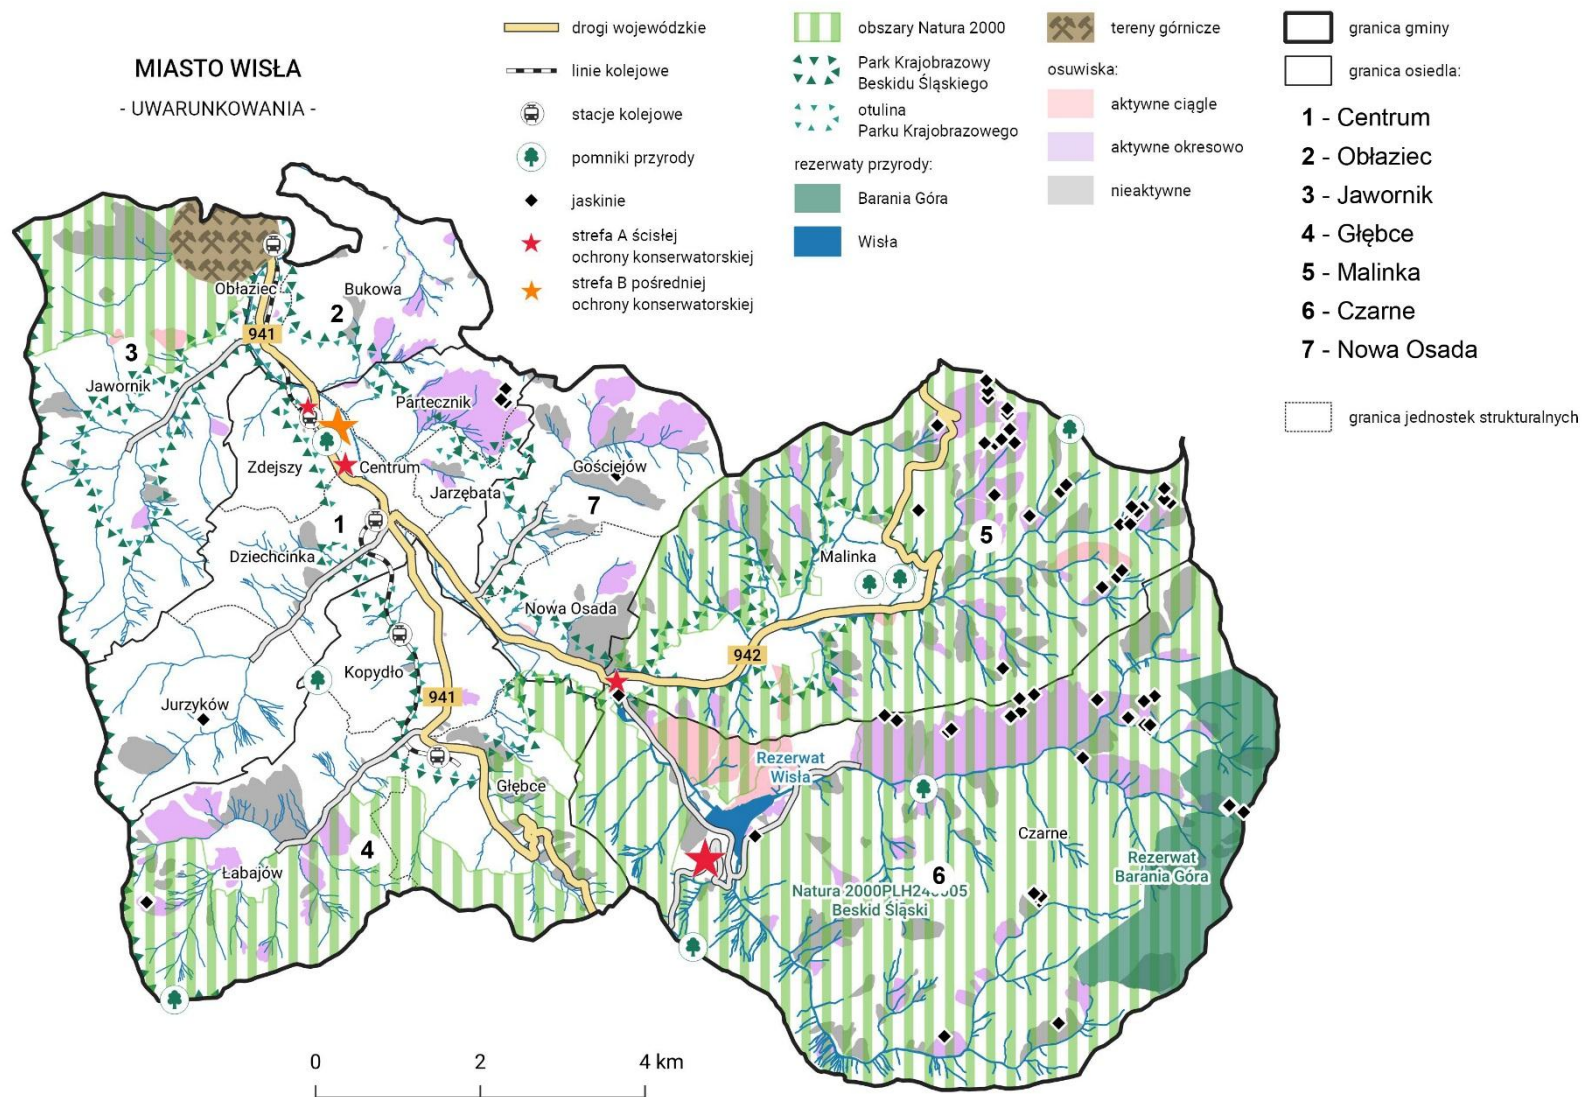 MIASTO WISŁA
- UWARUNKOWANIA -
drogi wojewódzkie
linie kolejowe
stacje kolejowe
pomniki przyrody
jaskinie
strefa A ścisłej
ochrony konserwatorskiej
strefa B pośredniej
ochrony konserwatorskiej
obszary Natura 2000
Park Krajobrazowy
Beskidu Śląskiego
otulina
Parku Krajobrazowego
rezerwaty przyrody:
Barania Góra
Wisła
tereny górnicze
osuwiska:
aktywne ciągle
aktywne okresowo
nieaktywne
granica gminy
granica osiedla:
1 - Centrum
2 - Obłaziec
3 - Jawornik
4 - Głębce
5 - Malinka
6 - Czarne
7 - Nowa Osada
granica jednostek strukturalnych
Obłaziec
Bukowa
2
941
3
Jawornik
Partecznik
Zdejszy
Centrum
Gościejów
Jarzębata
7
1
5
Dziechcinka
Malinka
Nowa Osada
942
Kopydło
941
Jurzyków
Rezerwat
Wisła
Głębce
4
Czarne
Łabajów
Rezerwat
Barania Góra
6
Natura 2000PLH240005
Beskid Śląski
0 2 4 km